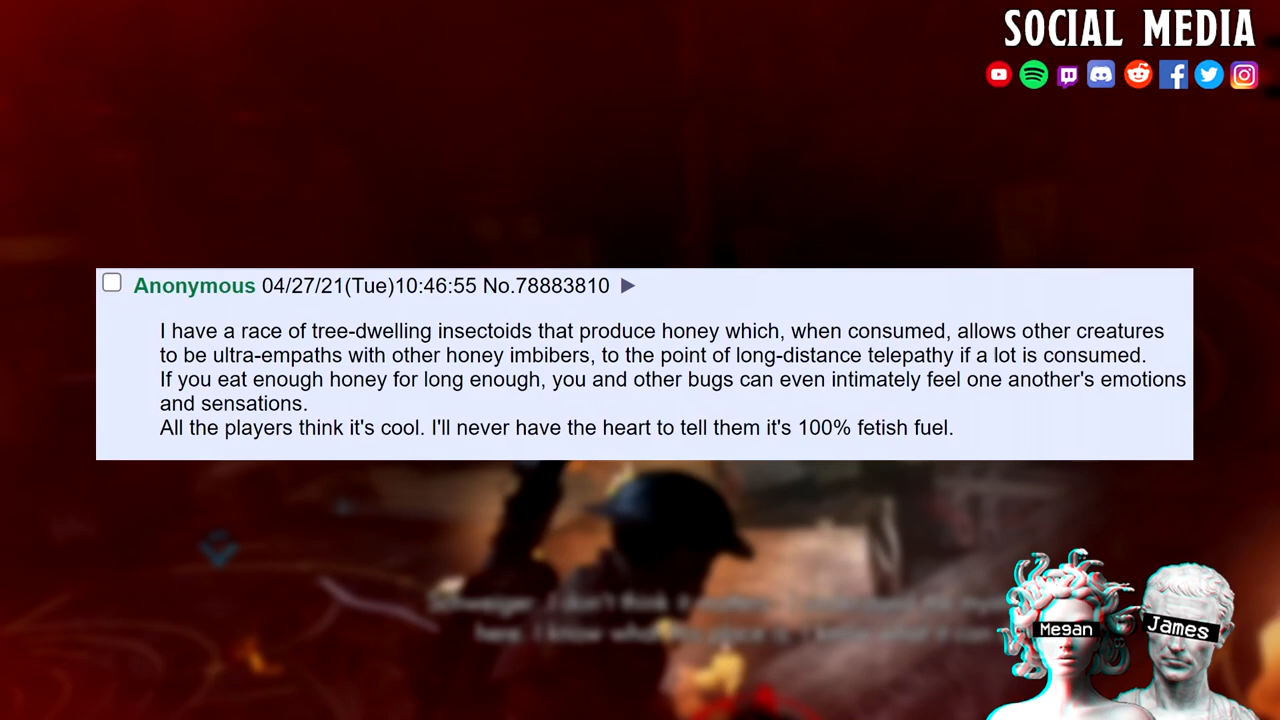 SOCIAL MEDIA
Anonymous 04/27/21(Tue)10:46:55 No.78883810
I have a race of tree-dwelling insectoids that produce honey which, when consumed, allows other creatures
to be ultra-empaths with other honey imbibers, to the point of long-distance telepathy if a lot is consumed.
If you eat enough honey for long enough, you and other bugs can even intimately feel one another's emotions
and sensations.
All the players think it's cool. I'll never have the heart to tell them it's 100% fetish fuel.
Megan
James